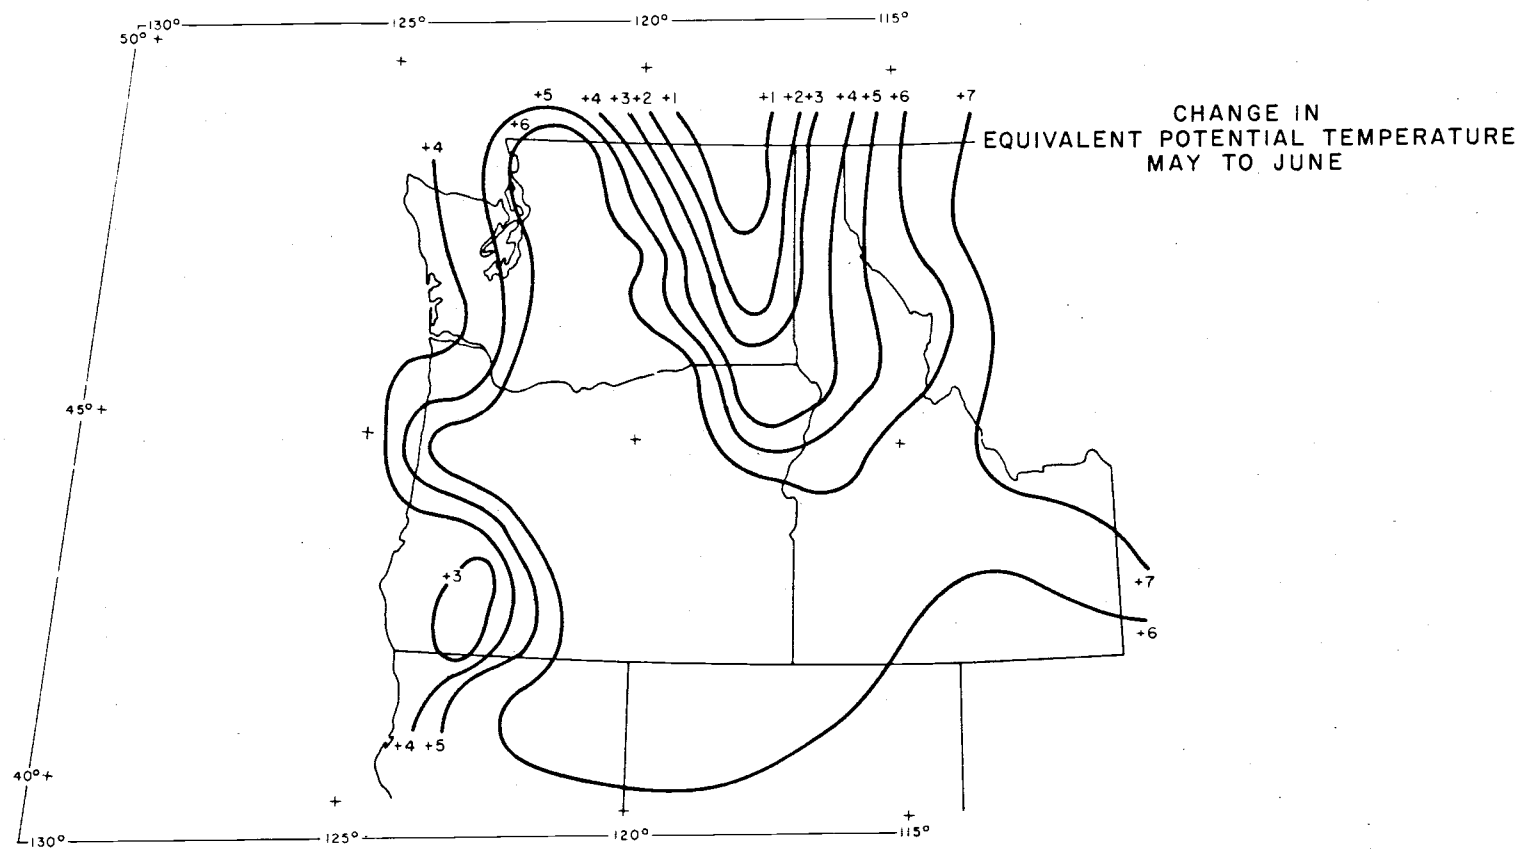 130° 125° 120° 115°
50°
+5 +4 +3 +2 +1 +1 +2 +3 +4 +5 +6 +7
+6
+4
CHANGE IN
EQUIVALENT POTENTIAL TEMPERATURE
MAY TO JUNE
45°
+3
+7
+6
+4 +5
40°
130° 125° 120° 115°